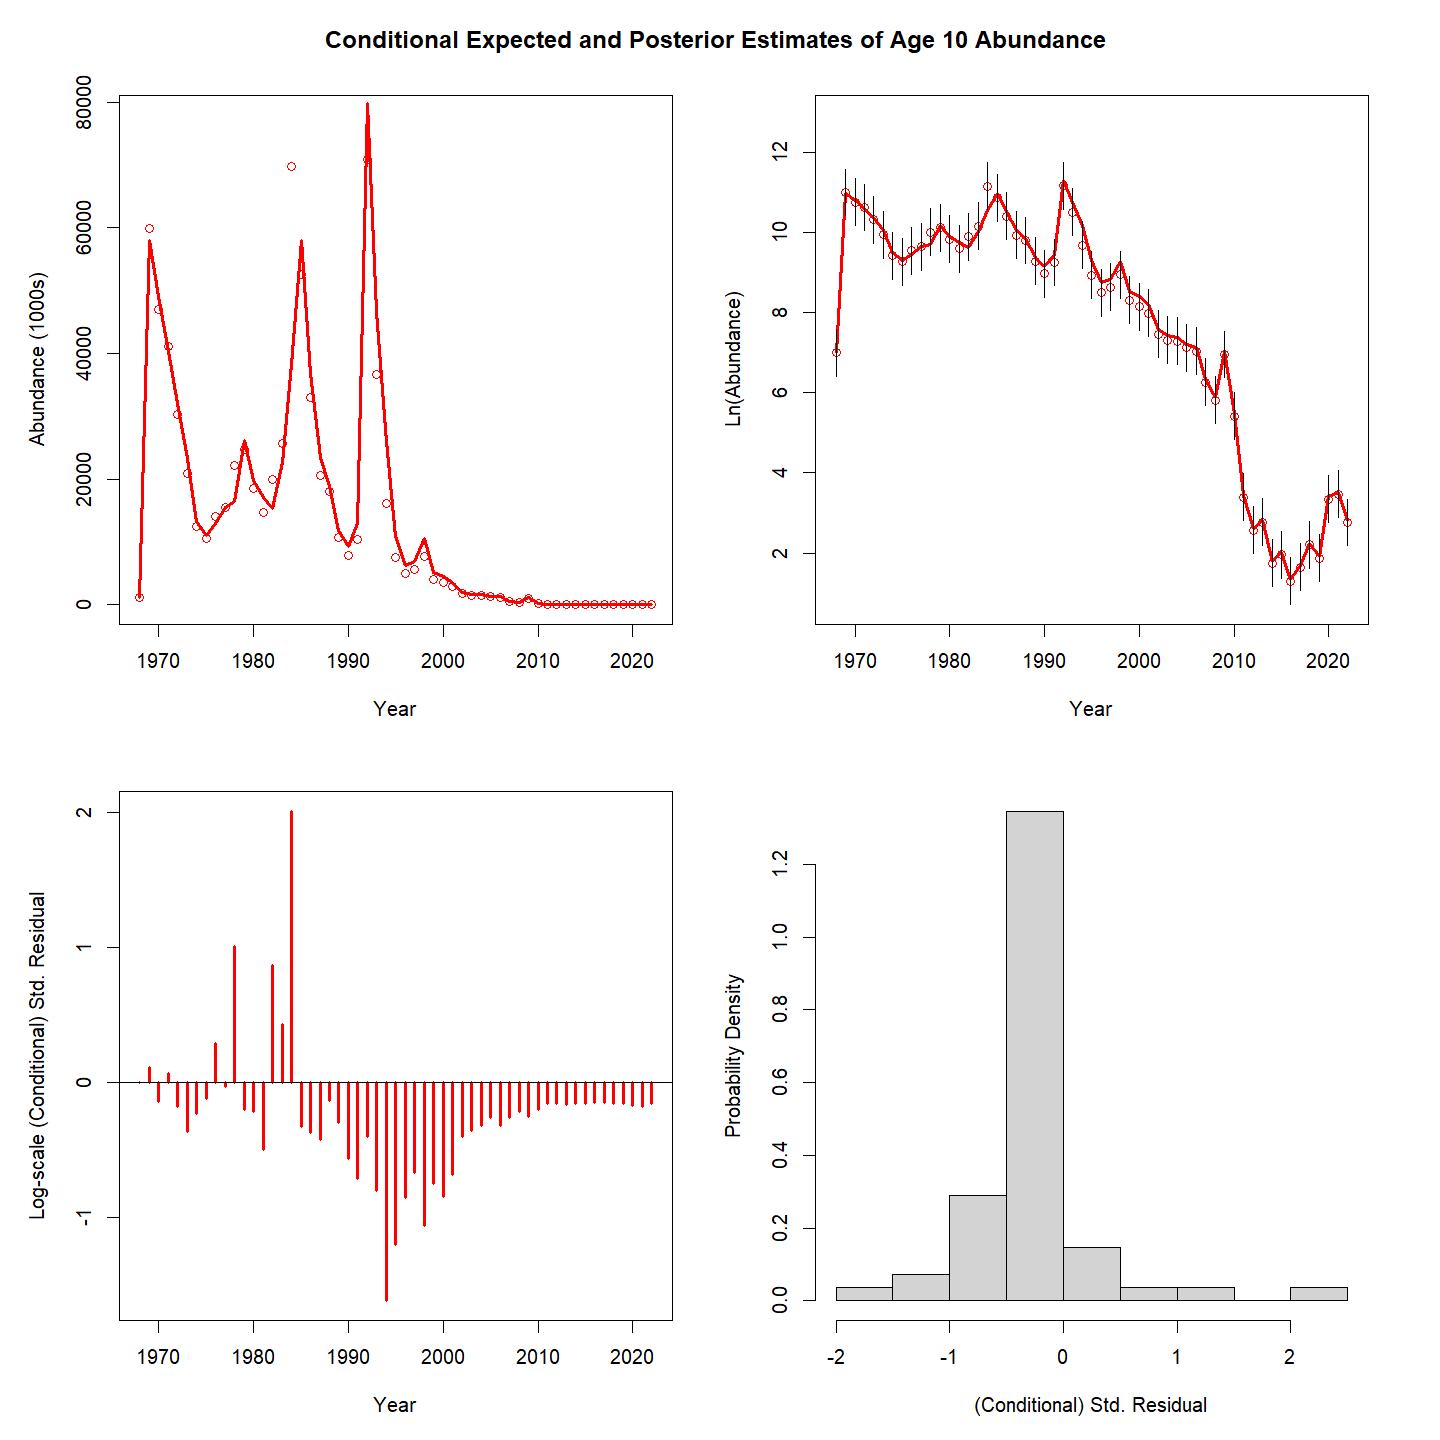 Conditional Expected and Posterior Estimates of Age 10 Abundance
Abundance (1000s)
80000
60000
40000
20000
0
1970 1980 1990 2000 2010 2020
Year
Ln(Abundance)
12
10
8
6
4
2
1970 1980 1990 2000 2010 2020
Year
Log-scale (Conditional) Std. Residual
2
1
0
-1
1970 1980 1990 2000 2010 2020
Year
Probability Density
1.2
1.0
0.8
0.6
0.4
0.2
0.0
-2 -1 0 1 2
(Conditional) Std. Residual